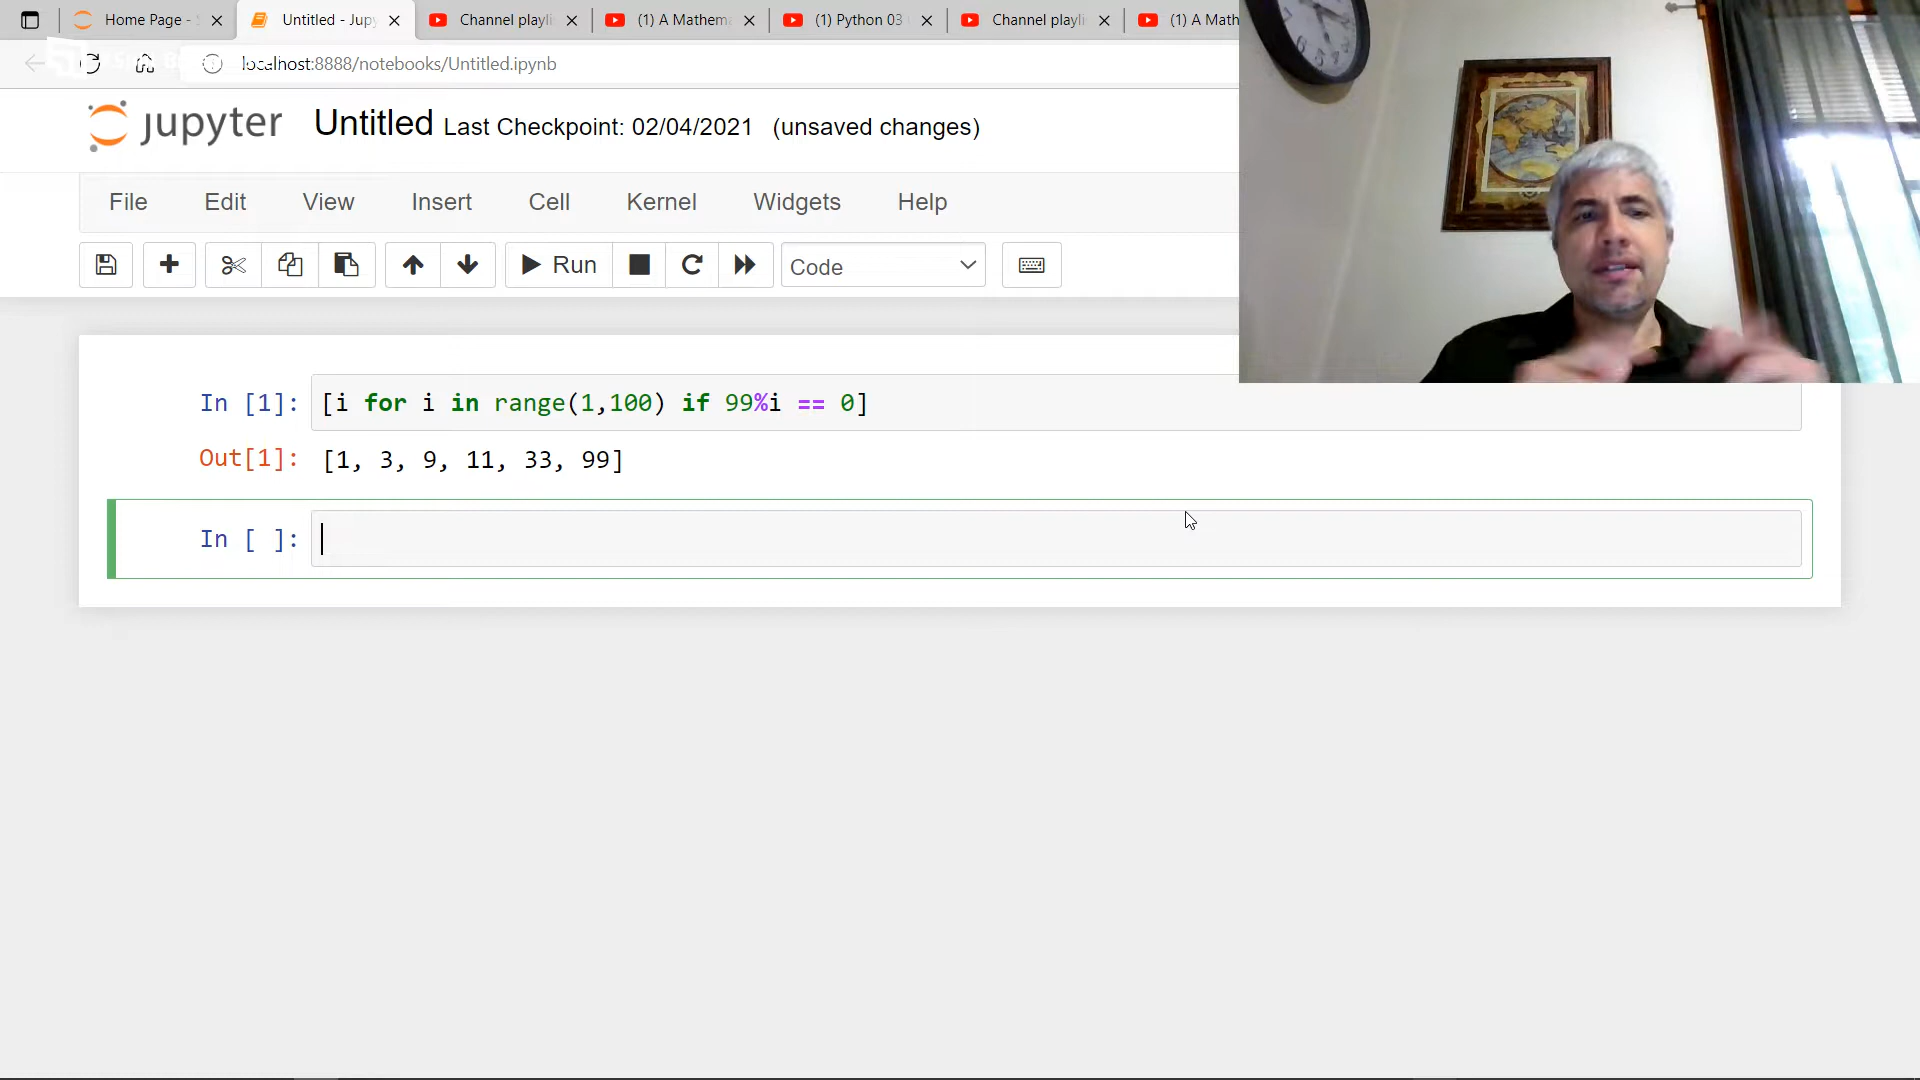 Home Page -
Untitled - Jup
Channel playli
(1) A Mathem
(1) Python 03
Channel playli
(1) A Math
localhost:8888/notebooks/Untitled.ipynb
jupyter Untitled Last Checkpoint: 02/04/2021 (unsaved changes)
File Edit View Insert Cell Kernel Widgets Help
Run Code
In [1]: [i for i in range(1,100) if 99%i == 0]
Out[1]: [1, 3, 9, 11, 33, 99]
In [ ]: